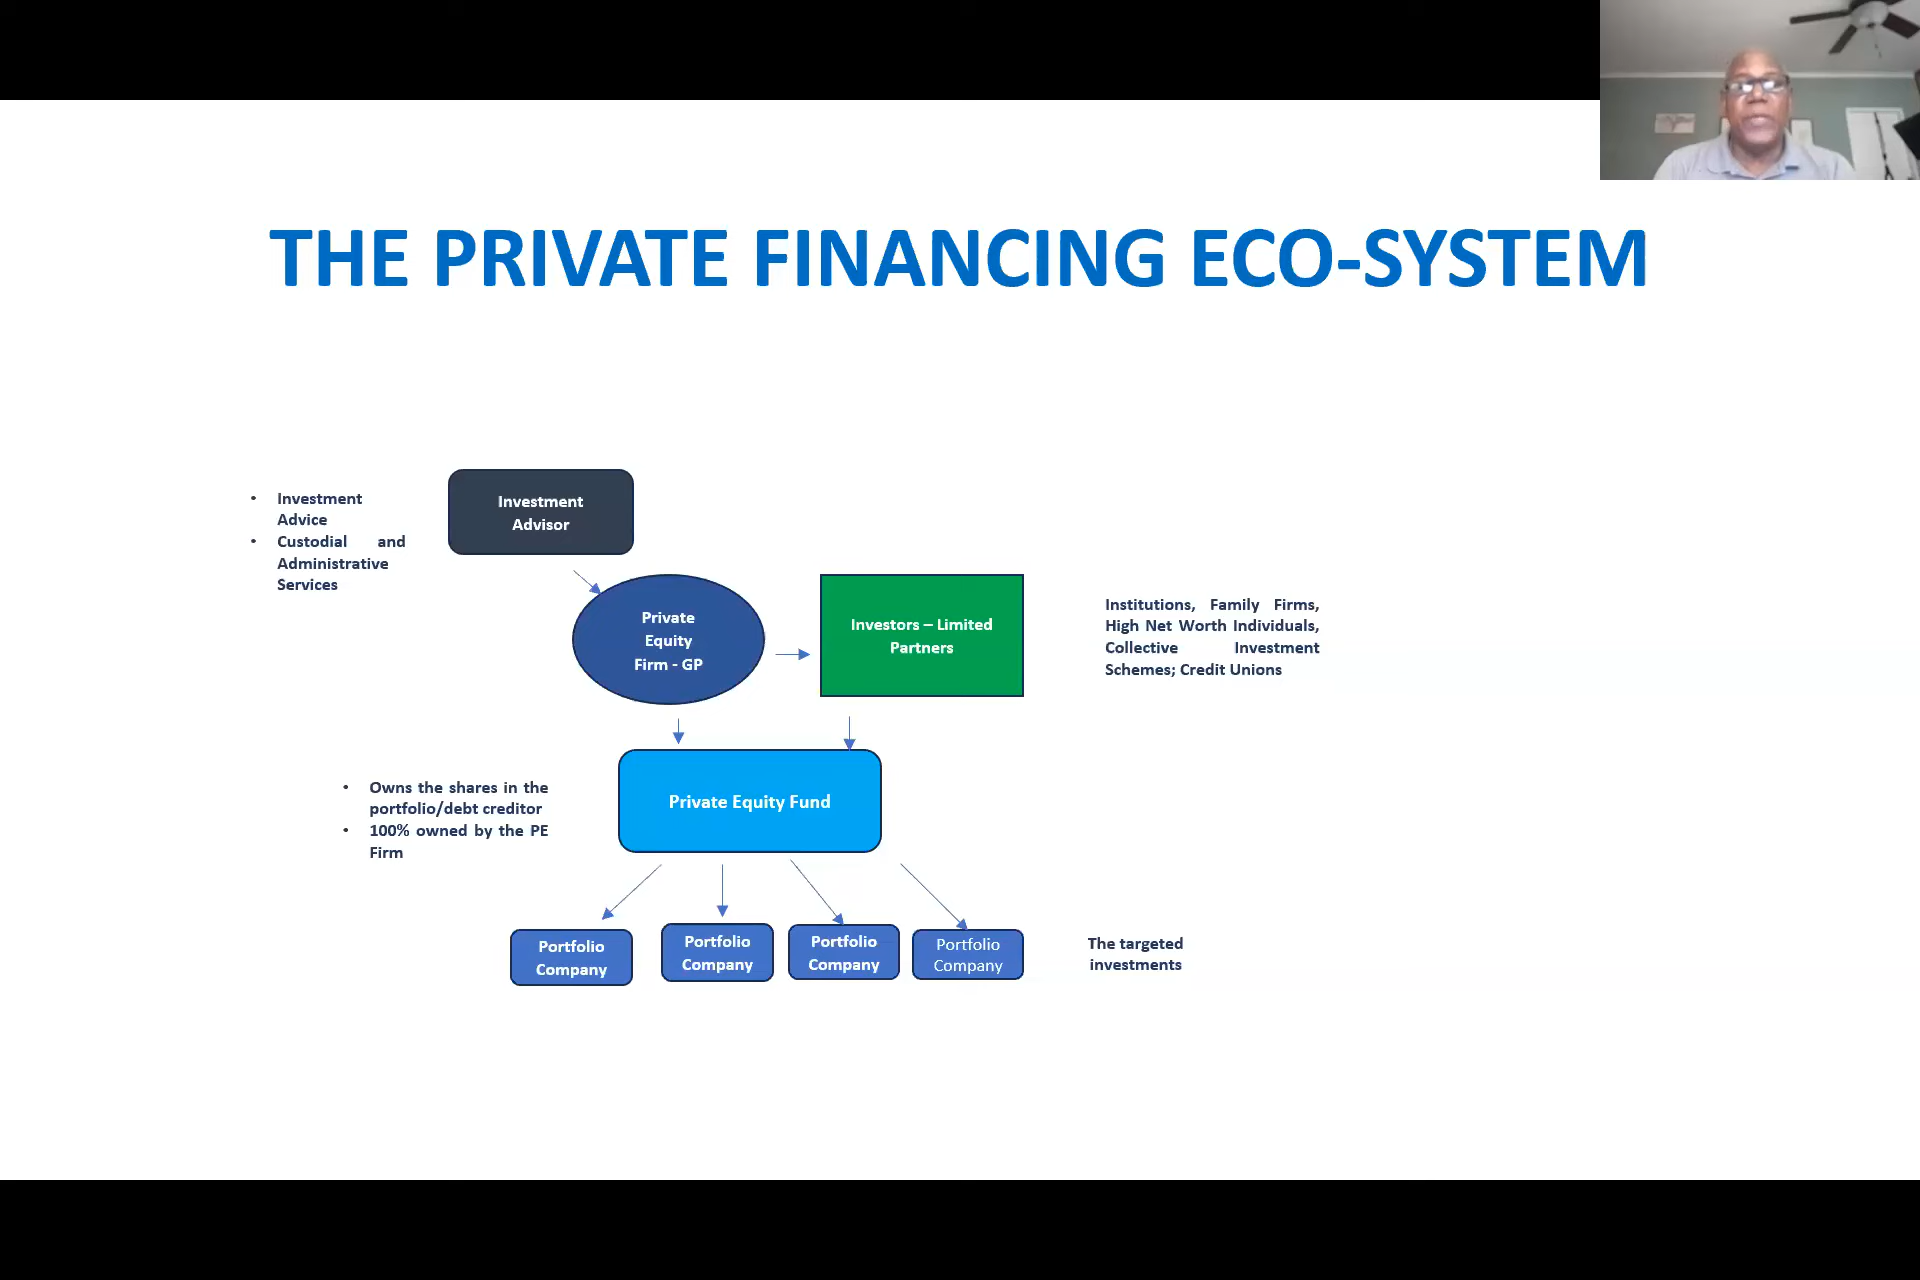 THE PRIVATE FINANCING ECO-SYSTEM
• Investment
Advice
• Custodial and
Administrative
Services
Investment
Advisor
Private
Equity
Firm - GP
Investors – Limited
Partners
Institutions, Family Firms,
High Net Worth Individuals,
Collective Investment
Schemes; Credit Unions
• Owns the shares in the
portfolio/debt creditor
• 100% owned by the PE
Firm
Private Equity Fund
Portfolio
Company
Portfolio
Company
Portfolio
Company
Portfolio
Company
The targeted
investments